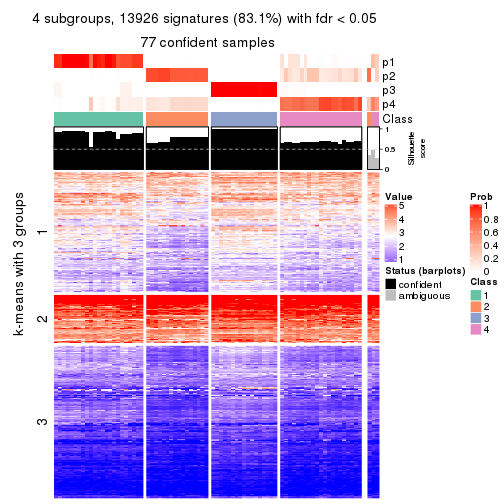 4 subgroups, 13926 signatures (83.1%) with fdr < 0.05
77 confident samples
p1
p2
p3
p4
Class
1
0.5
0
Silhouette
score
k-means with 3 groups
1
2
3
Value
5
4
3
2
1
Status (barplots)
confident
ambiguous
Prob
1
0.8
0.6
0.4
0.2
0
Class
1
2
3
4